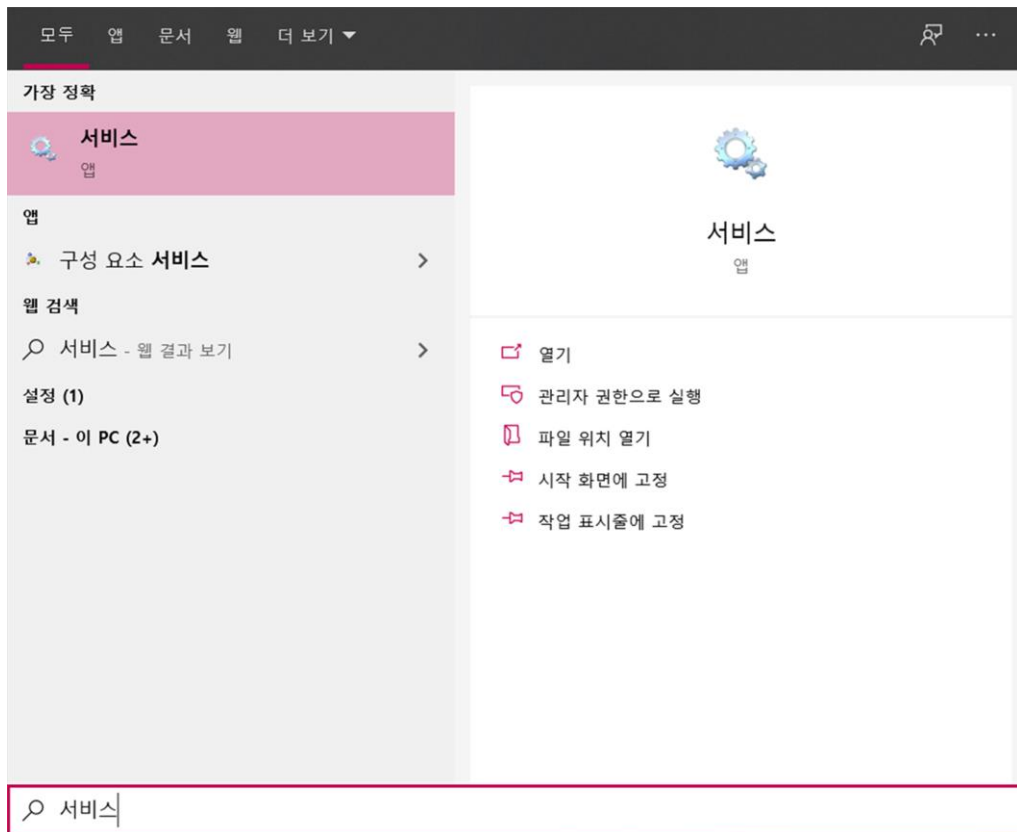 모두 앱 문서 웹 더 보기
가장 정확
서비스
앱
앱
구성 요소 서비스
웹 검색
서비스 - 웹 결과 보기
설정 (1)
문서 - 이 PC (2+)
서비스
앱
열기
관리자 권한으로 실행
파일 위치 열기
시작 화면에 고정
작업 표시줄에 고정
서비스